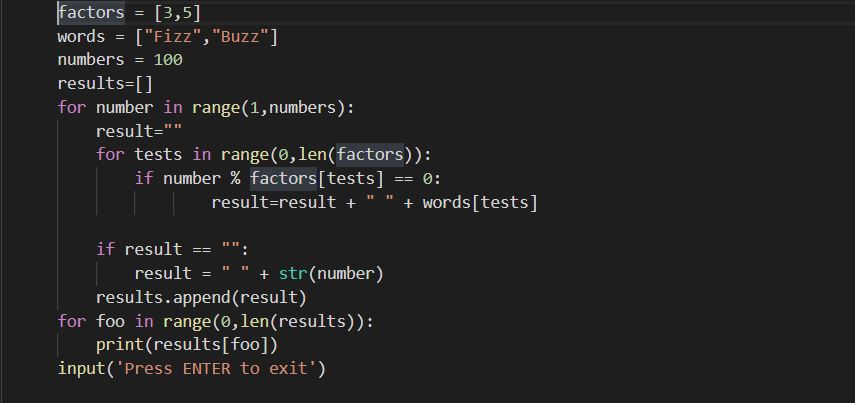 factors = [3,5]
words = ["Fizz","Buzz"]
numbers = 100
results=[]
for number in range(1,numbers):
    result=""
    for tests in range(0,len(factors)):
        if number % factors[tests] == 0:
                result=result + " " + words[tests]

    if result == "":
        result = " " + str(number)
    results.append(result)
for foo in range(0,len(results)):
    print(results[foo])
input('Press ENTER to exit')